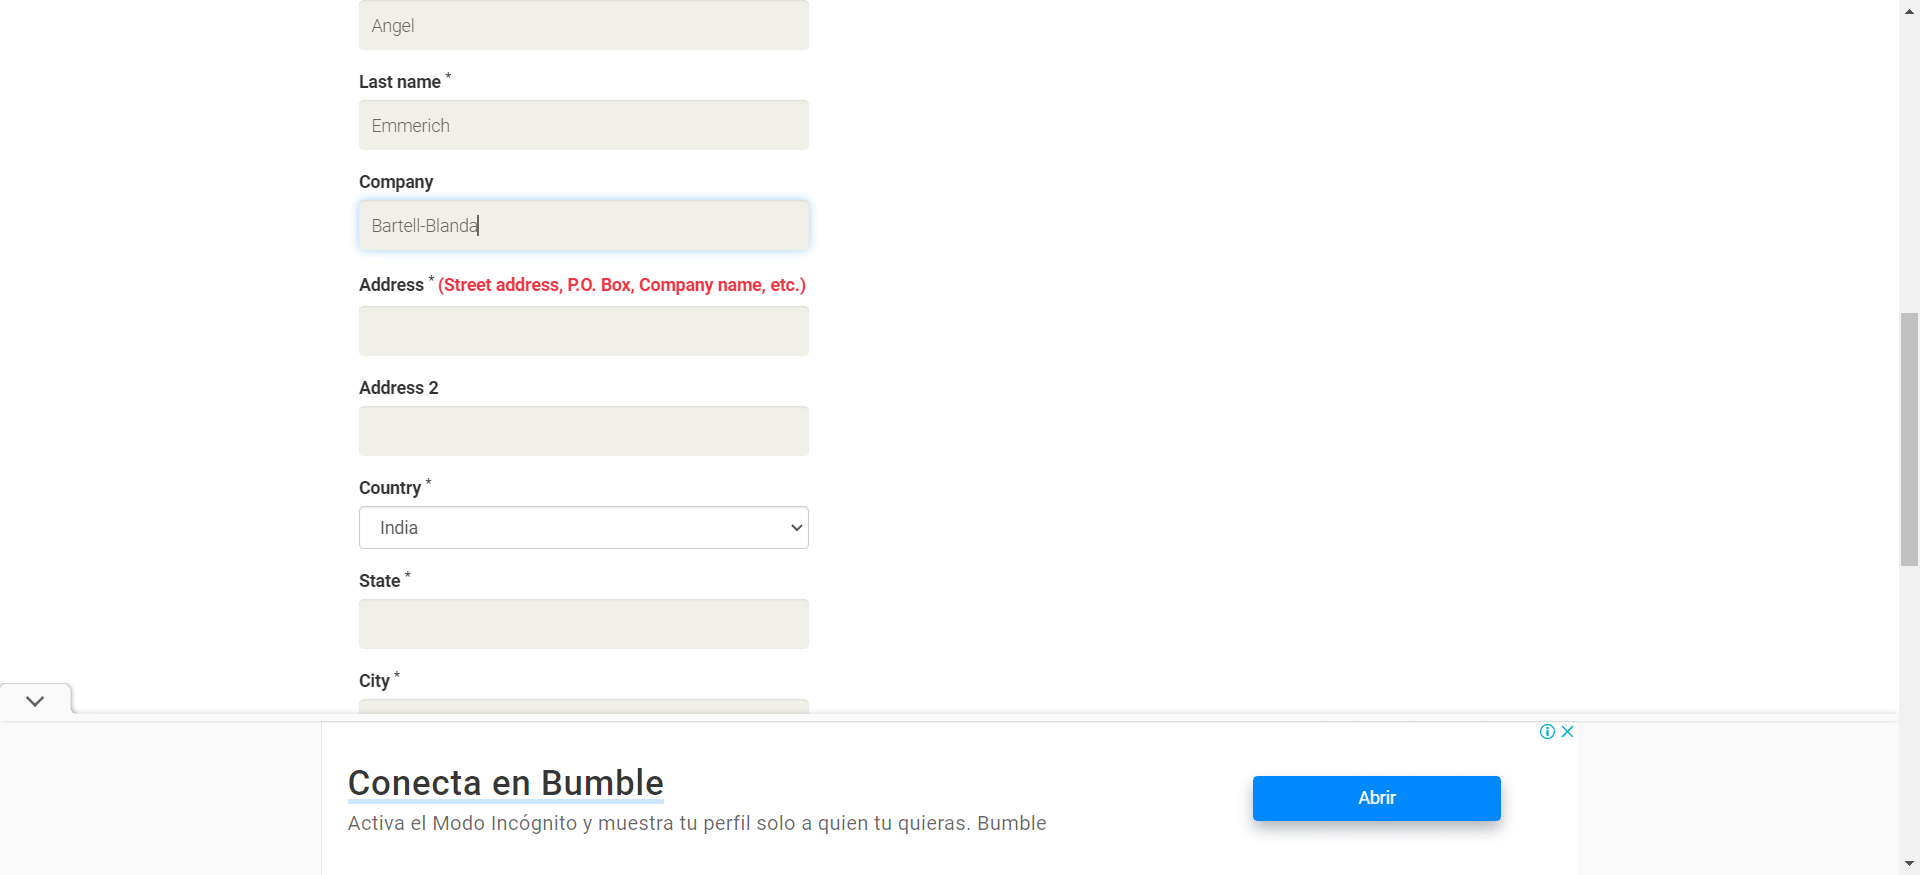 Angel
Last name *
Emmerich
Company
Bartell-Blanda
Address * (Street address, P.O. Box, Company name, etc.)
Address 2
Country *
India
State *
City *
Conecta en Bumble
Activa el Modo Incógnito y muestra tu perfil solo a quien tu quieras. Bumble
Abrir